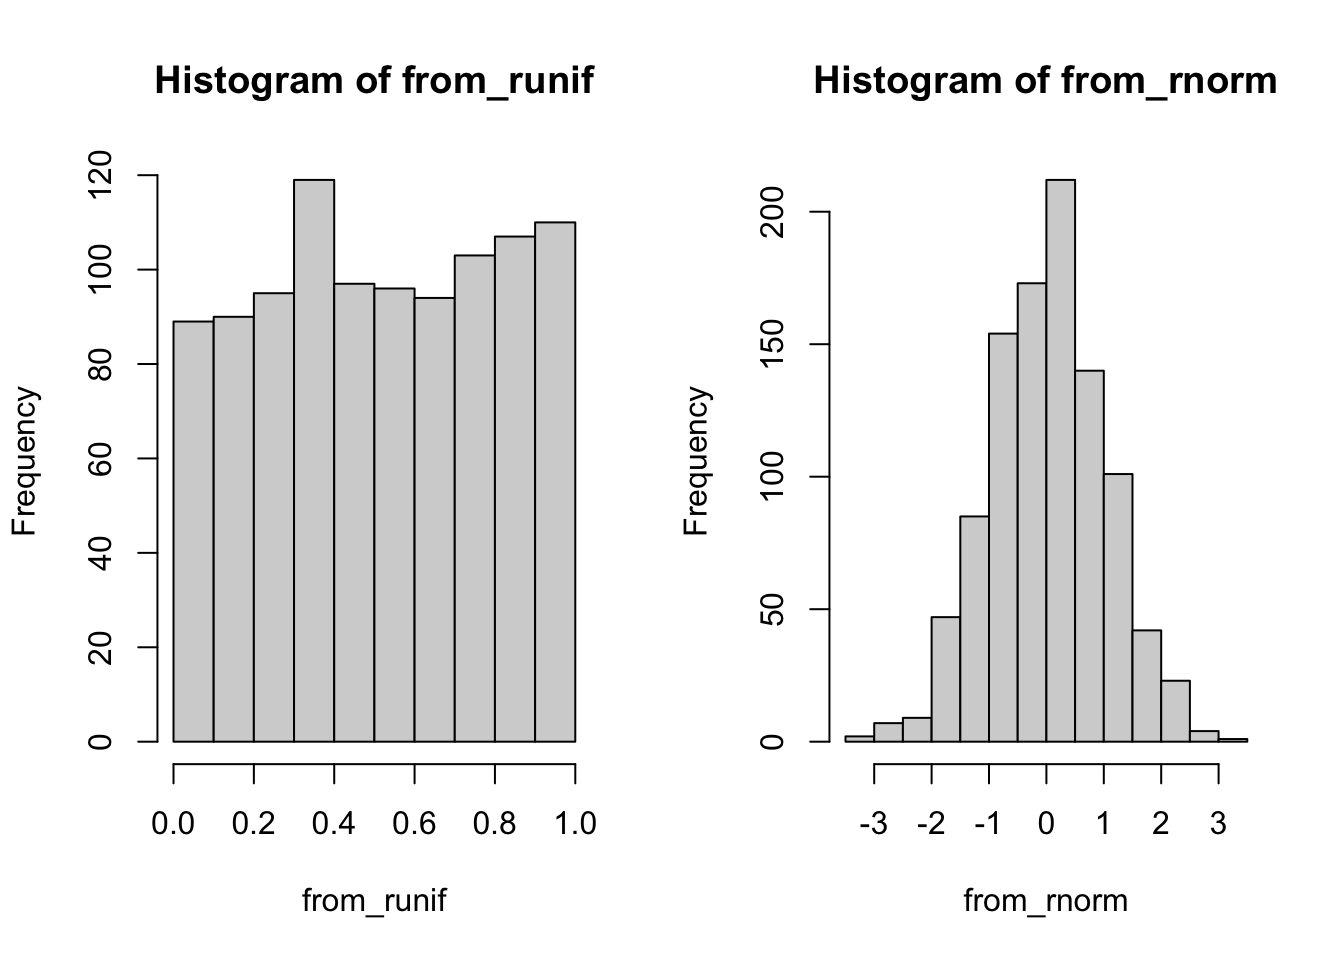 Histogram of from_runif
Frequency
120
100
80
60
40
20
0
0.0 0.2 0.4 0.6 0.8 1.0
from_runif
Histogram of from_rnorm
Frequency
200
150
100
50
0
-3 -2 -1 0 1 2 3
from_rnorm